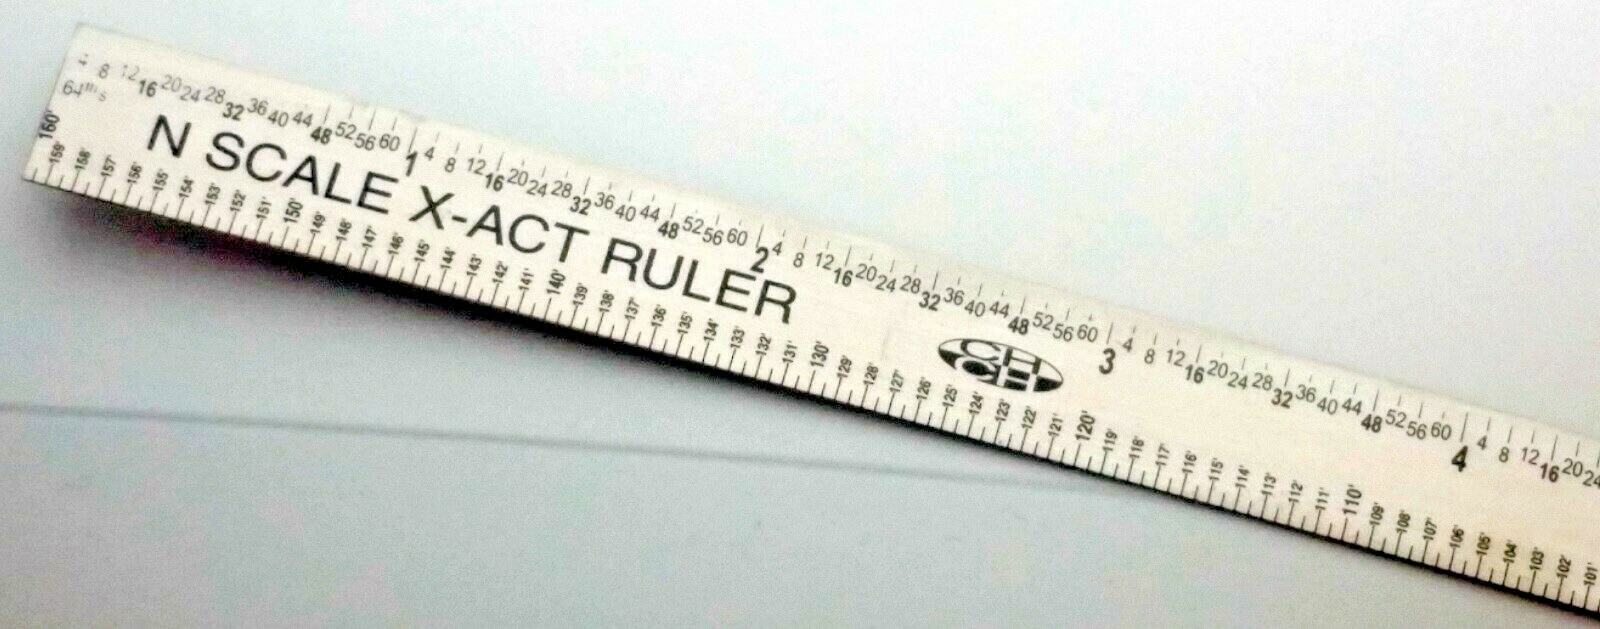 4 8 12 16 20 24 28 32 36 40 44 48 52 56 60 1 4 8 12 16 20 24 28 32 36 40 44 48 52 56 60 2 4 8 12 16 20 24 28 32 36 40 44 48 52 56 60 3 4 8 12 16 20 24 28 32 36 40 44 48 52 56 60 4 4 8 12 16 20 24
64ths
N SCALE X-ACT RULER
160' 159' 158' 157' 156' 155' 154' 153' 152' 151' 150' 149' 148' 147' 146' 145' 144' 143' 142' 141' 140' 139' 138' 137' 136' 135' 134' 133' 132' 131' 130' 129' 128' 127' 126' 125' 124' 123' 122' 121' 120' 119' 118' 117' 116' 115' 114' 113' 112' 111' 110' 109' 108' 107' 106' 105' 104' 103' 102' 101'